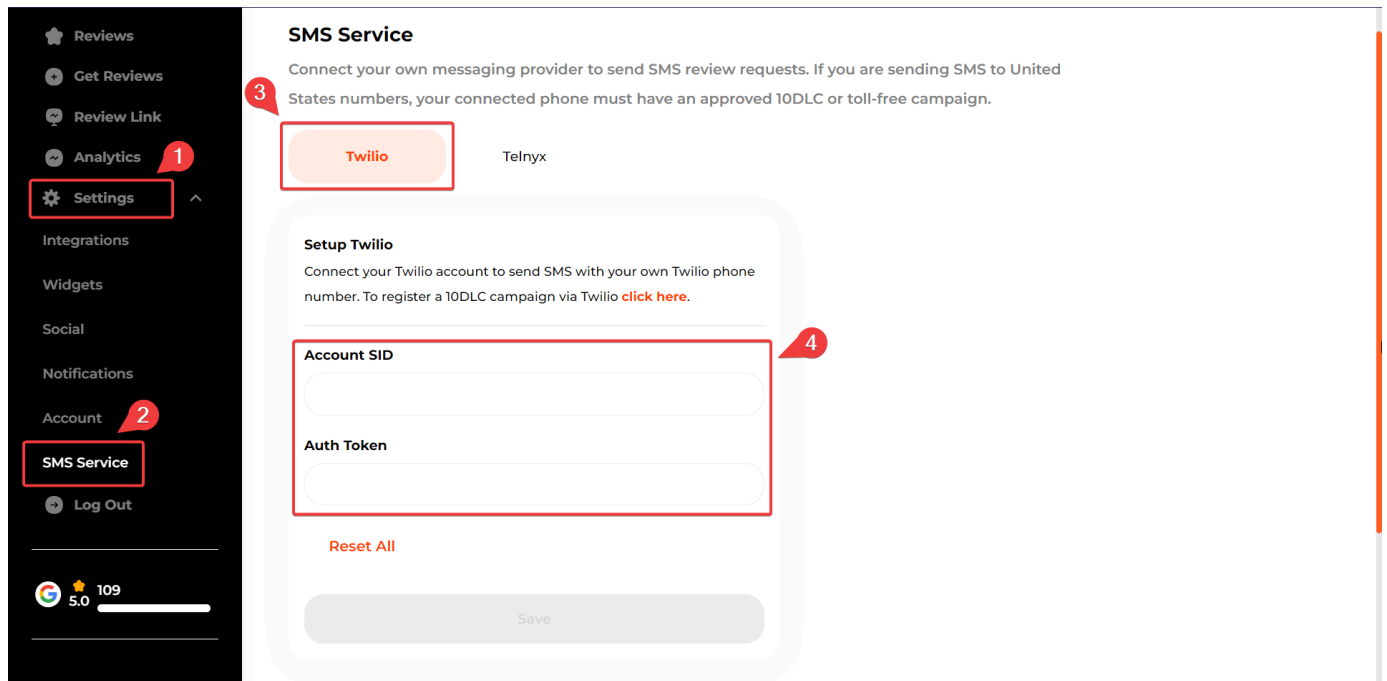 Reviews
Get Reviews
Review Link
Analytics
1
Settings
Integrations
Widgets
Social
Notifications
Account
2
SMS Service
Log Out
G
5.0
109
SMS Service
Connect your own messaging provider to send SMS review requests. If you are sending SMS to United
States numbers, your connected phone must have an approved 10DLC or toll-free campaign.
3
Twilio
Telnyx
Setup Twilio
Connect your Twilio account to send SMS with your own Twilio phone
number. To register a 10DLC campaign via Twilio click here.
4
Account SID
Auth Token
Reset All
Save